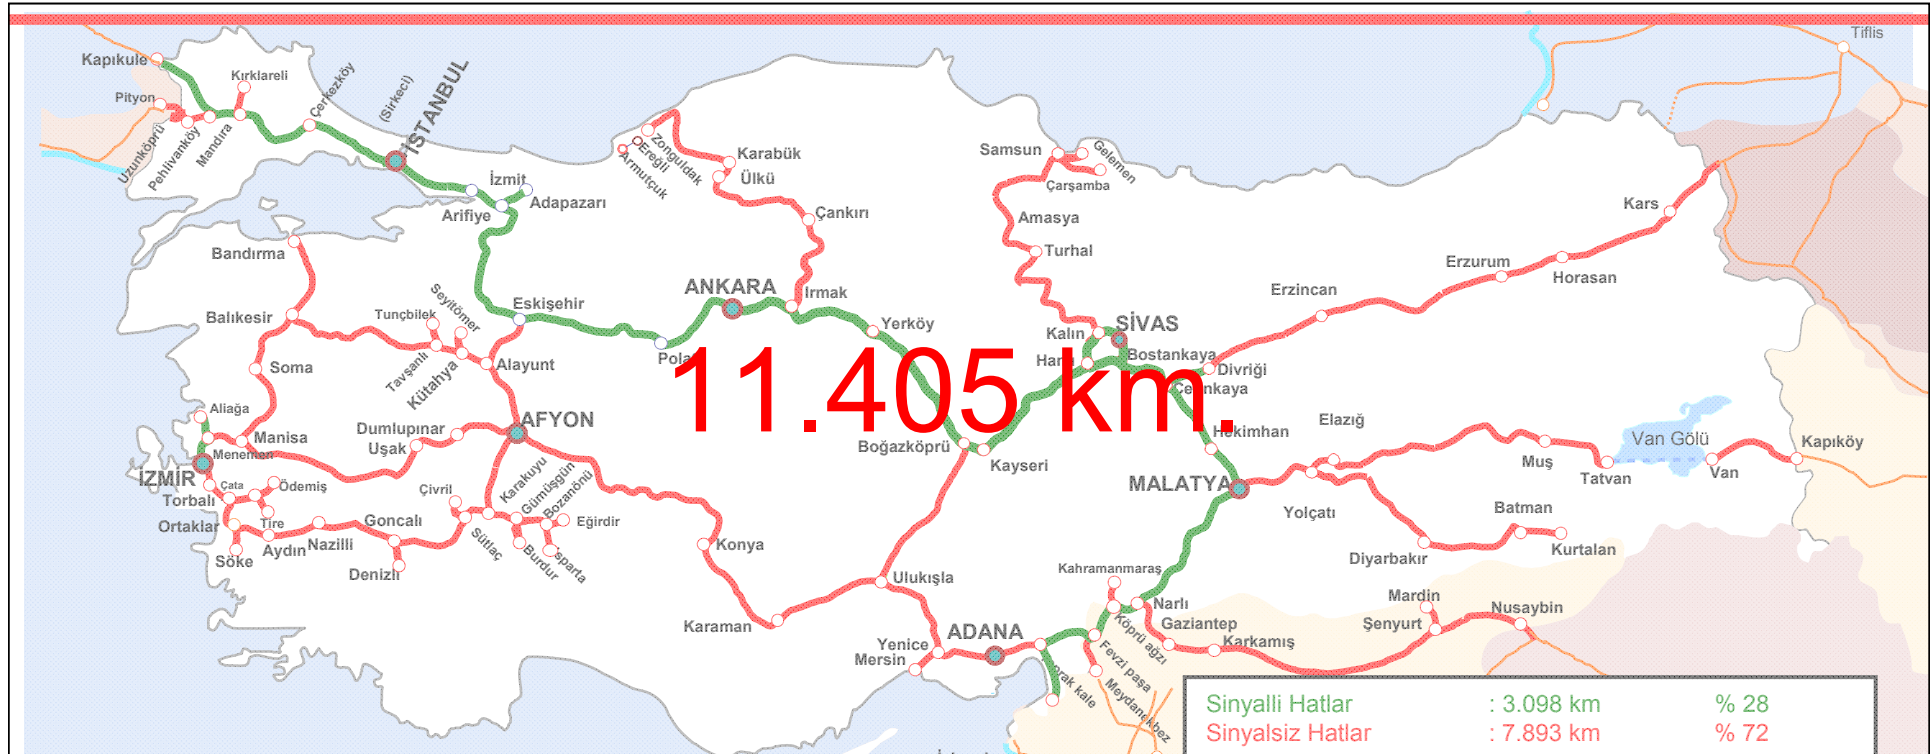 Kapıkule
Pityon
Uzunköprü
Pehlivanköy
Mandıra
Kırklareli
Çerkezköy
(Sirkeci)
İSTANBUL
İzmit
Adapazarı
Arifiye
Armutçuk
Ereğli
Zonguldak
Karabük
Ülkü
Çankırı
Irmak
Samsun
Gelemen
Çarşamba
Amasya
Turhal
Tiflis
Kars
Horasan
Erzurum
Erzincan
Bandırma
Balıkesir
Soma
Tunçbilek
Seyitömer
Tavşanlı
Kütahya
Alayunt
Eskişehir
ANKARA
Yerköy
Kalın
SİVAS
Bostankaya
Divriği
11.405 km.
Hekimhan
Aliağa
Manisa
Menemen
İZMİR
Torbalı
Çata
Ödemiş
Tire
Ortaklar
Söke
Aydın
Nazilli
Goncalı
Denizli
Çivril
Sütlaç
Dumlupınar
Uşak
AFYON
Karakuyu
Gümüşgün
Bozanönü
Eğirdir
Burdur
Isparta
Konya
Karaman
Ulukışla
Boğazköprü
Kayseri
MALATYA
Elazığ
Yolçatı
Muş
Tatvan
Van Gölü
Van
Kapıköy
Diyarbakır
Batman
Kurtalan
Yenice
Mersin
ADANA
Kahramanmaraş
Narlı
Köprü ağzı
Fevzi paşa
Meydanekbez
Gaziantep
Karkamış
Mardin
Şenyurt
Nusaybin
Sinyalli Hatlar : 3.098 km % 28
Sinyalsiz Hatlar : 7.893 km % 72